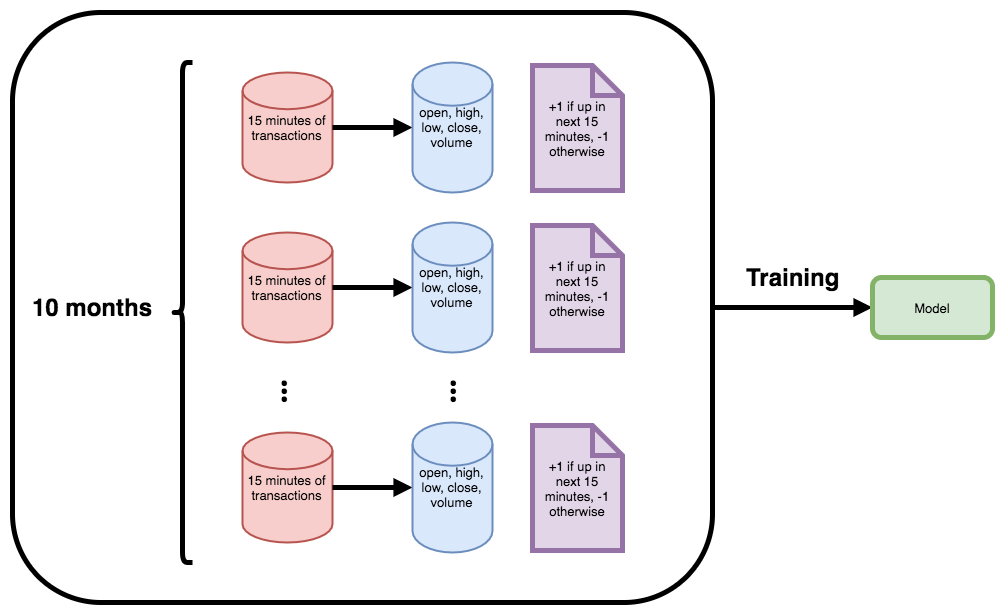 15 minutes of
transactions
open, high,
low, close,
volume
+1 if up in
next 15
minutes, -1
otherwise
15 minutes of
transactions
open, high,
low, close,
volume
+1 if up in
next 15
minutes, -1
otherwise
10 months
15 minutes of
transactions
open, high,
low, close,
volume
+1 if up in
next 15
minutes, -1
otherwise
Training
Model